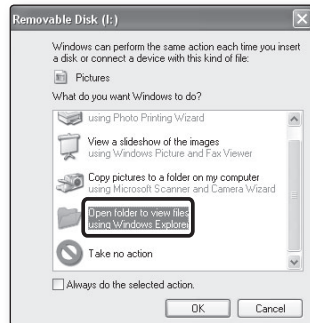 Removable Disk (I:)
Windows can perform the same action each time you insert
a disk or connect a device with this kind of file:
Pictures
What do you want Windows to do?
using Photo Printing Wizard
View a slideshow of the images
using Windows Picture and Fax Viewer
Copy pictures to a folder on my computer
using Microsoft Scanner and Camera Wizard
Open folder to view files
using Windows Explorer
Take no action
Always do the selected action.
OK
Cancel